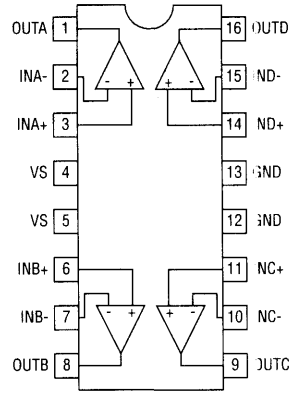 OUTA 1 16 OUTD
INA- 2 - + + - 15 ND-
INA+ 3 14 ND+
VS 4 13 GND
VS 5 12 GND
INB+ 6 11 NC+
INB- 7 - + + - 10 NC-
OUTB 8 9 OUTC